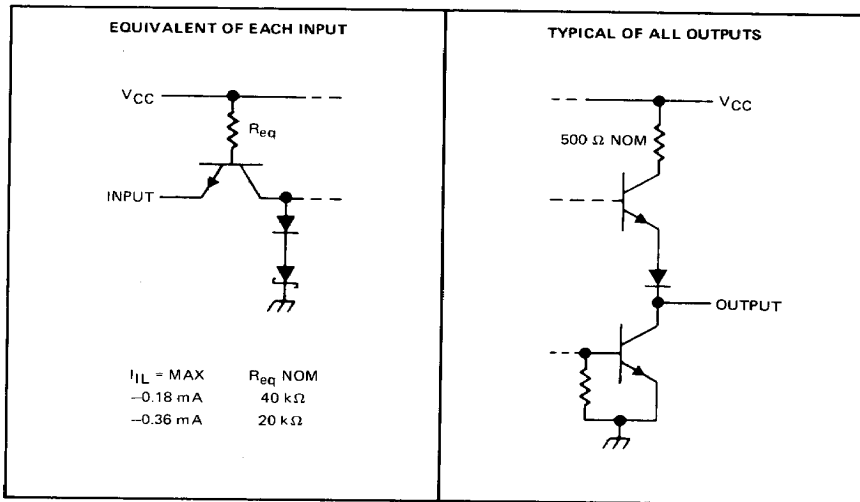 EQUIVALENT OF EACH INPUT
VCC
Req
INPUT
IIL = MAX Req NOM
−0.18 mA 40 kΩ
−0.36 mA 20 kΩ
TYPICAL OF ALL OUTPUTS
VCC
500 Ω NOM
OUTPUT